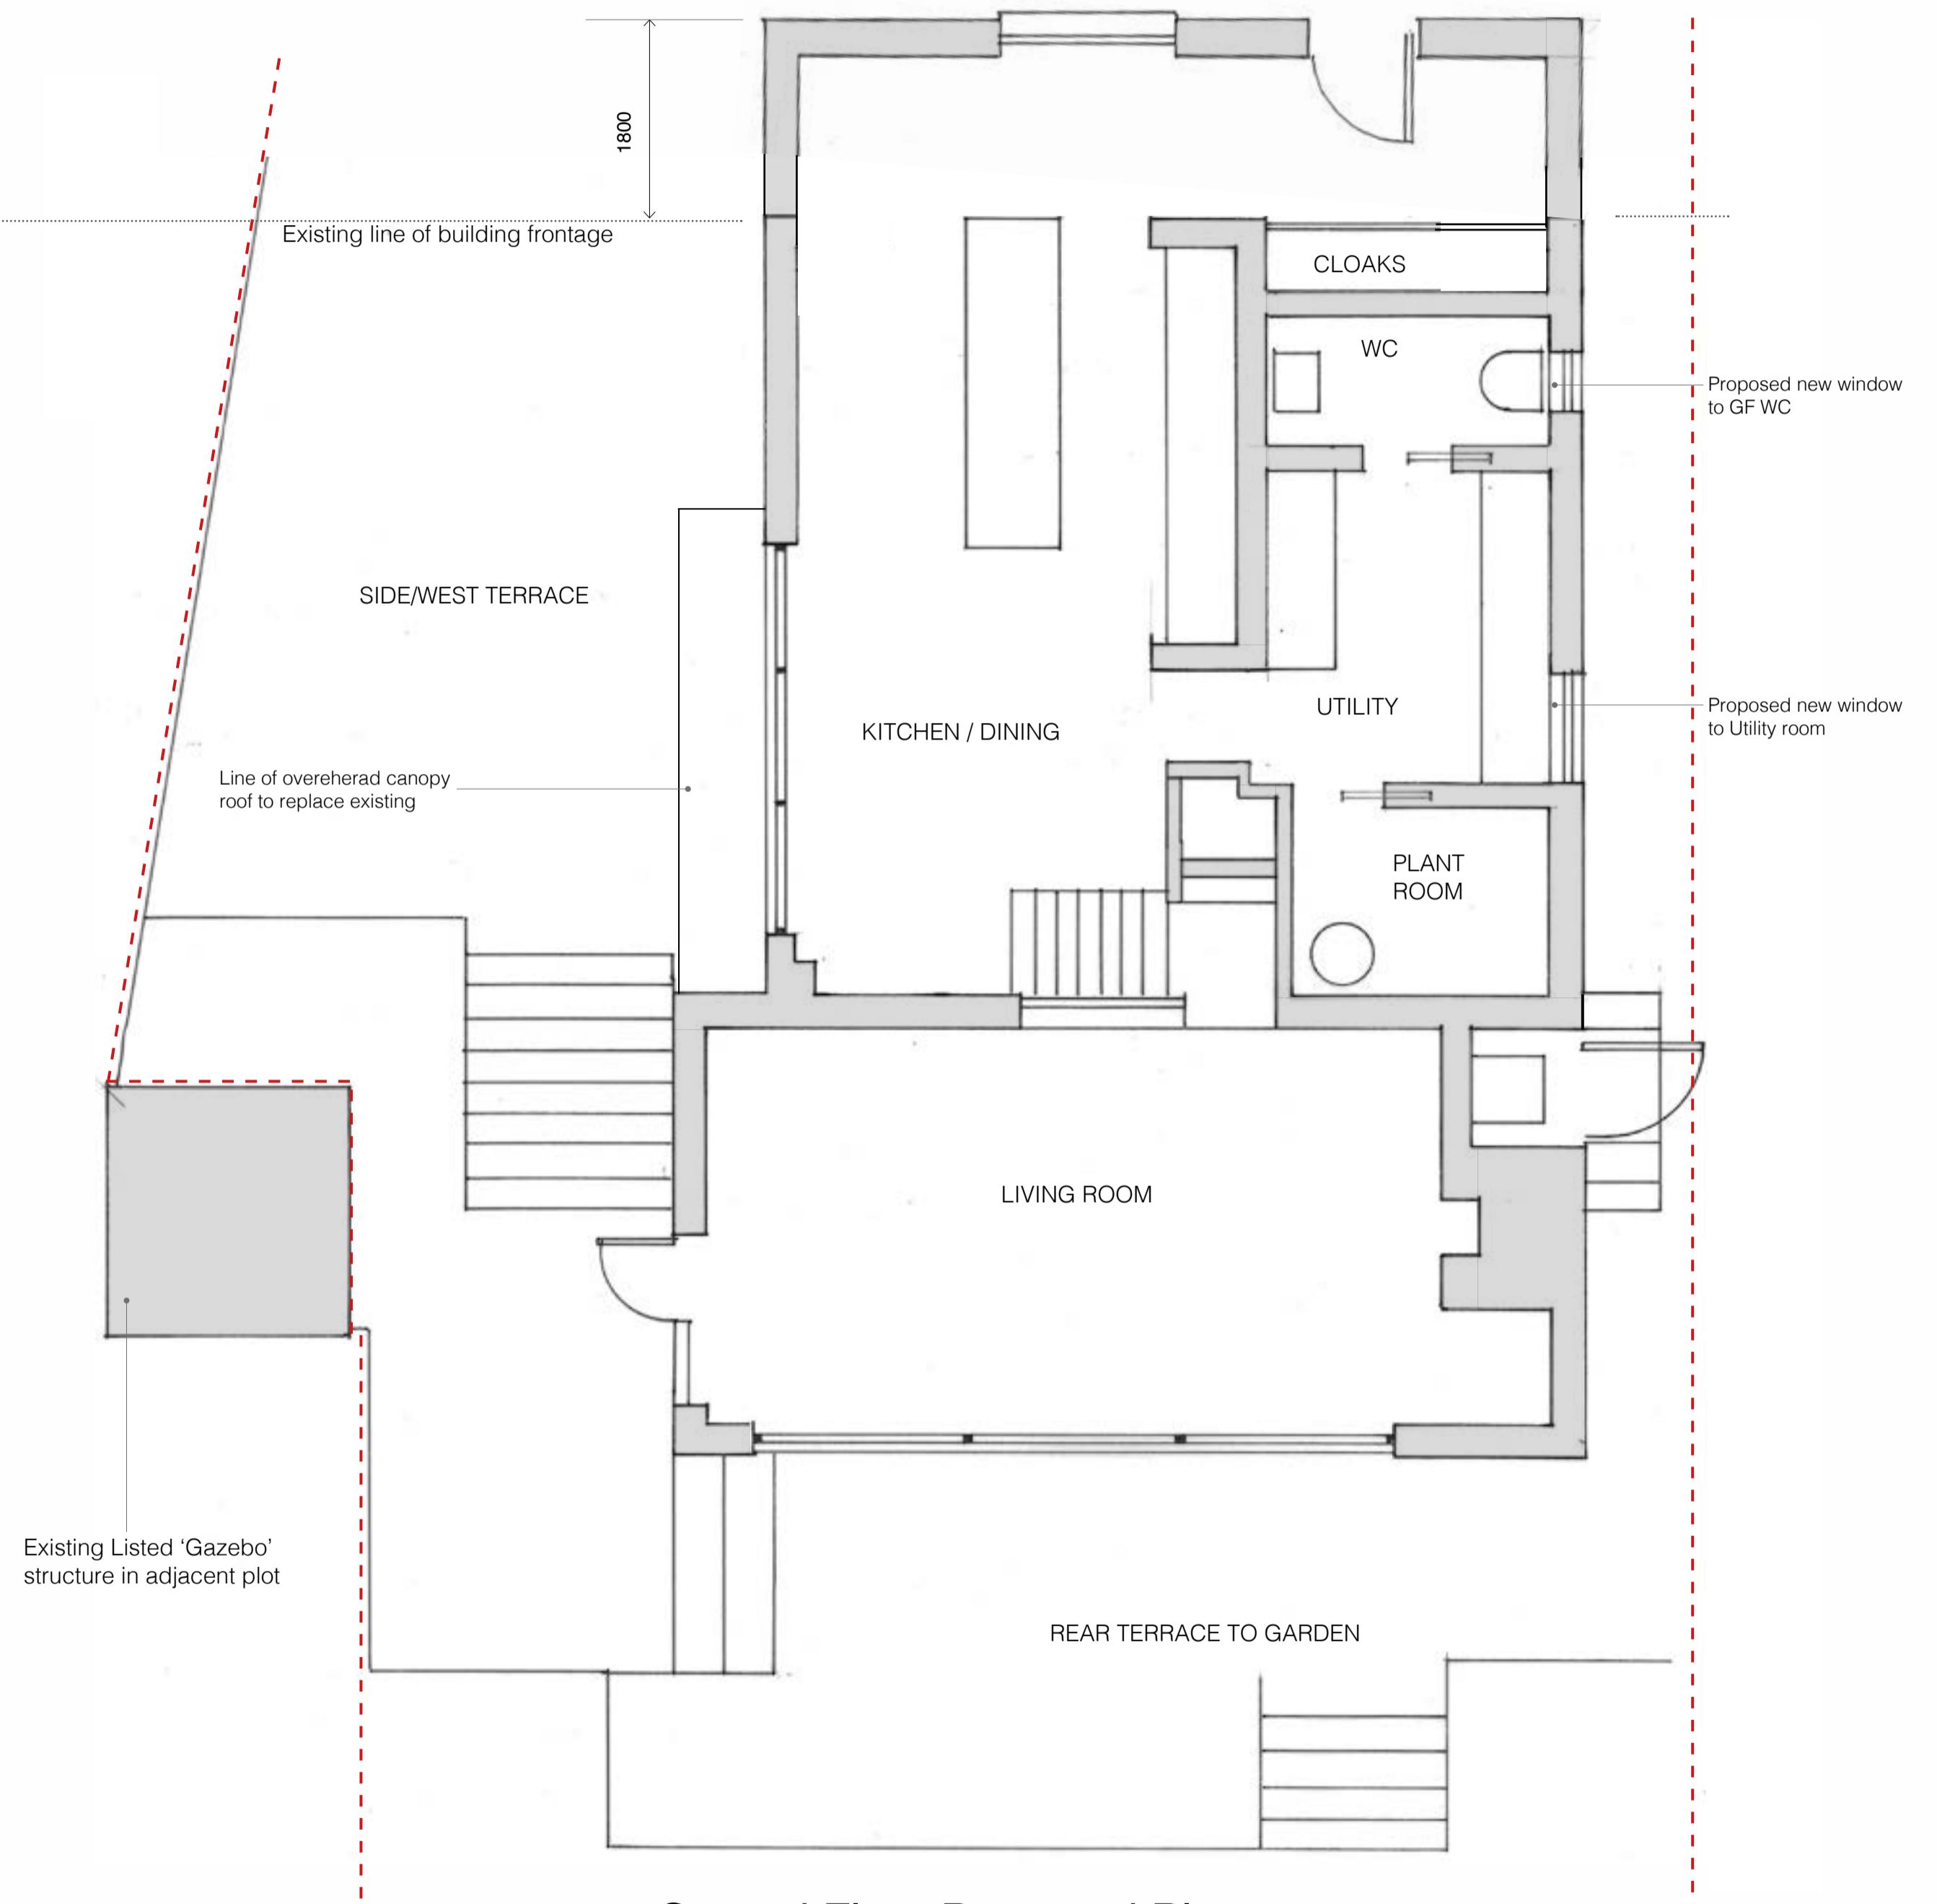 1800
Existing line of building frontage
CLOAKS
WC
Proposed new window
to GF WC
SIDE/WEST TERRACE
UTILITY
Proposed new window
to Utility room
KITCHEN / DINING
Line of overeherad canopy
roof to replace existing
PLANT
ROOM
LIVING ROOM
Existing Listed ‘Gazebo’
structure in adjacent plot
REAR TERRACE TO GARDEN